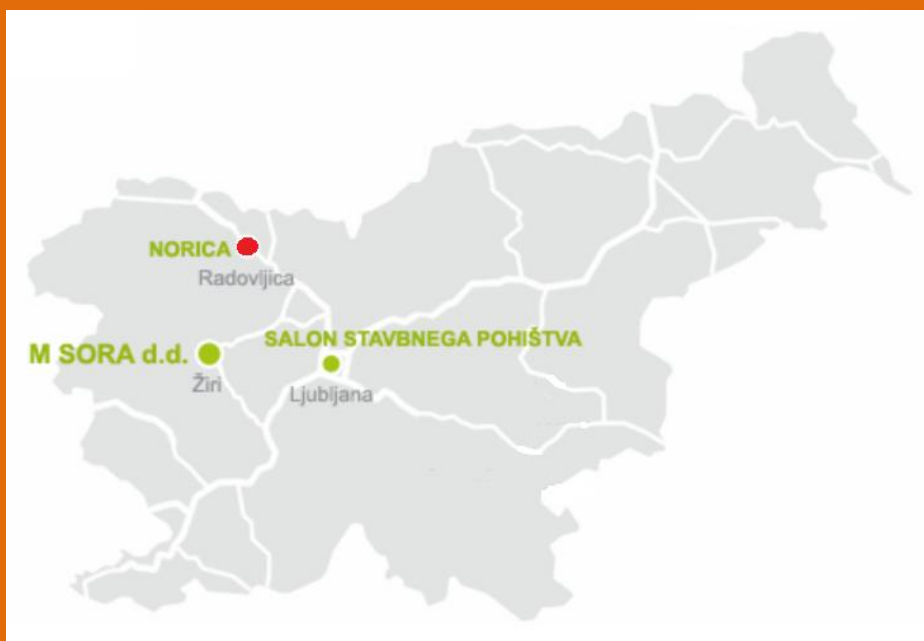 NORICA
Radovljica
SALON STAVBNEGA POHIŠTVA
M SORA d.d.
Žiri
Ljubljana